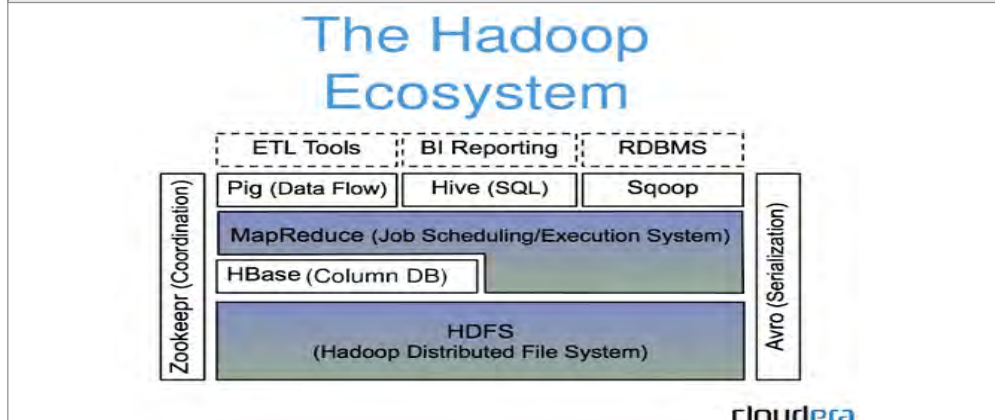 The Hadoop
Ecosystem
ETL Tools
BI Reporting
RDBMS
Pig (Data Flow)
Hive (SQL)
Sqoop
Zookeepr (Coordination)
MapReduce (Job Scheduling/Execution System)
HBase (Column DB)
HDFS
(Hadoop Distributed File System)
Avro (Serialization)
cloudera